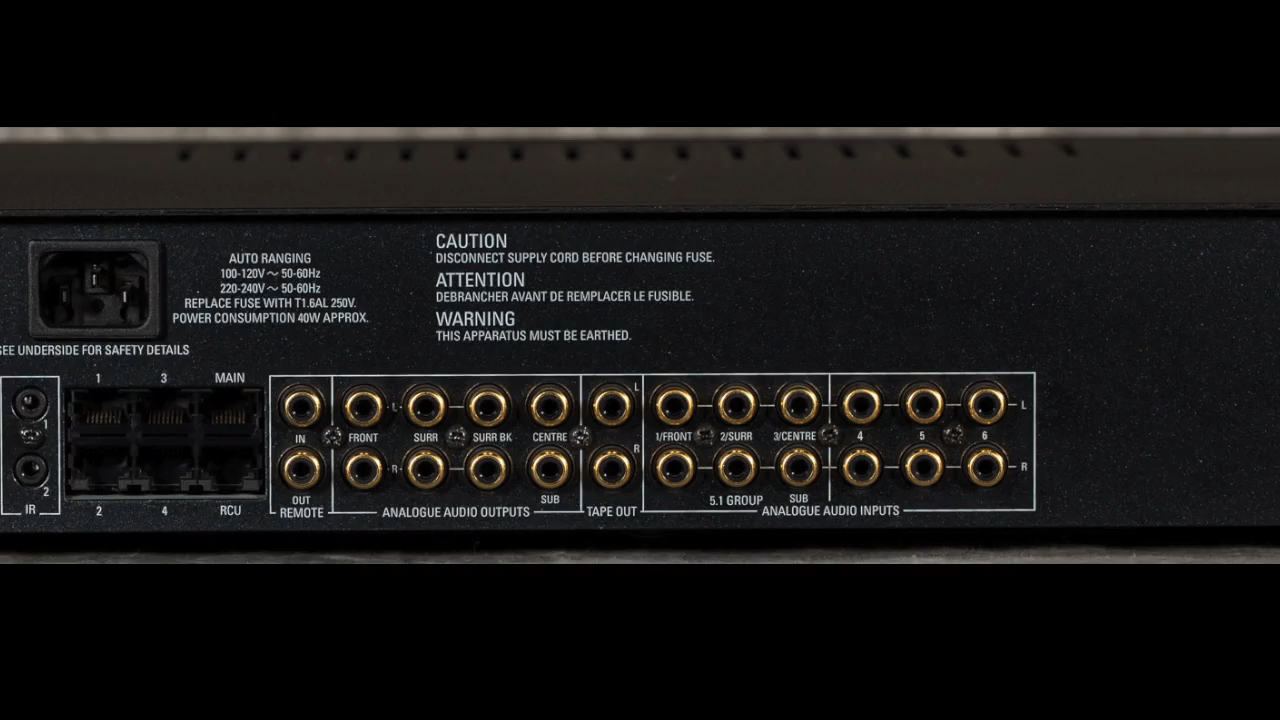 AUTO RANGING
100-120V ~ 50-60Hz
220-240V ~ 50-60Hz
REPLACE FUSE WITH T1.6AL 250V.
POWER CONSUMPTION 40W APPROX.
CAUTION
DISCONNECT SUPPLY CORD BEFORE CHANGING FUSE.
ATTENTION
DEBRANCHER AVANT DE REMPLACER LE FUSIBLE.
WARNING
THIS APPARATUS MUST BE EARTHED.
SEE UNDERSIDE FOR SAFETY DETAILS
1 3 MAIN
1
2
IR
2 4 RCU
IN
OUT
REMOTE
L
FRONT SURR SURR BK CENTRE
R
SUB
ANALOGUE AUDIO OUTPUTS
L
R
TAPE OUT
L
1/FRONT 2/SURR 3/CENTRE 4 5 6
R
5.1 GROUP SUB
ANALOGUE AUDIO INPUTS